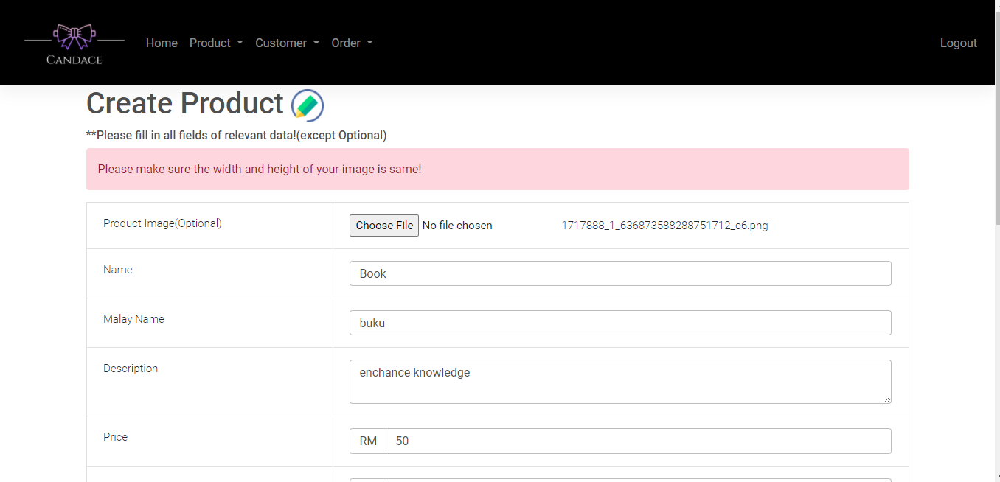 CANDACE
Home Product Customer Order Logout
Create Product
**Please fill in all fields of relevant data!(except Optional)
Please make sure the width and height of your image is same!
Product Image(Optional) Choose File No file chosen 1717888_1_636873588288751712_c6.png
Name Book
Malay Name buku
Description enchance knowledge
Price RM 50